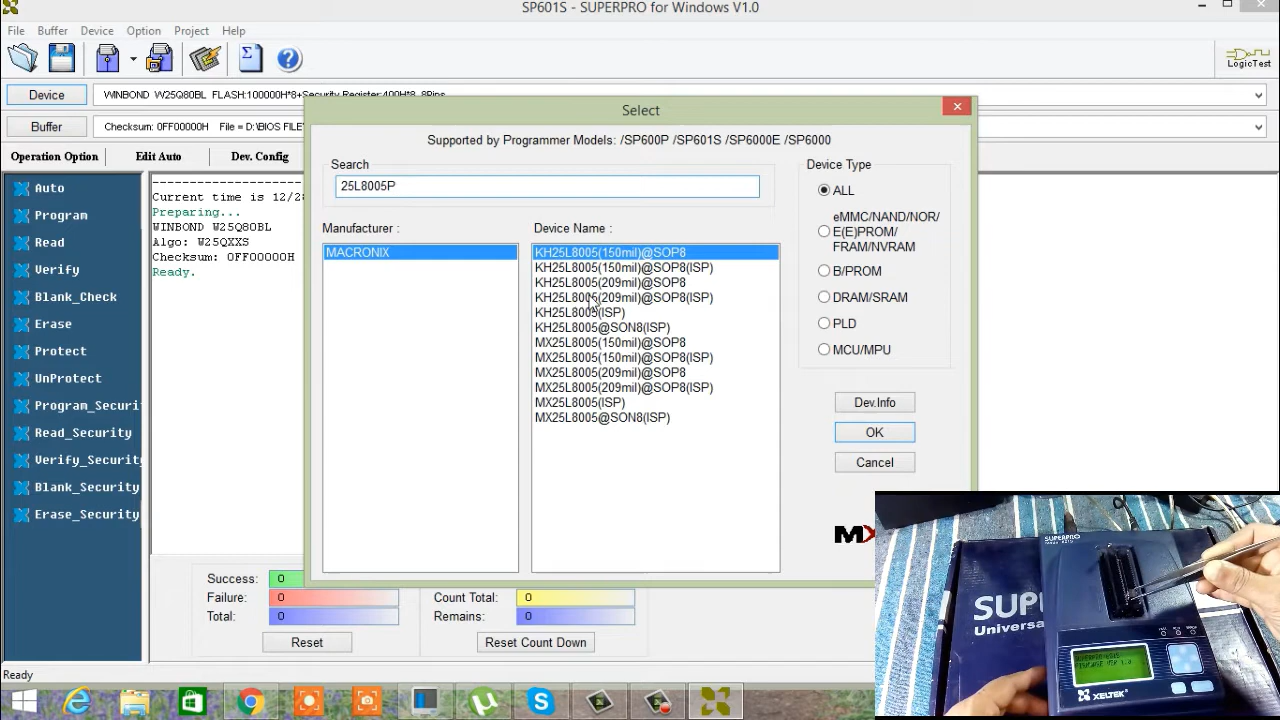 SP601S - SUPERPRO for Windows V1.0
File Buffer Device Option Project Help
LogicTest
Device WINBOND W25Q80BL FLASH:100000H*8+Security Register:400H*8 8Pins
Buffer Checksum: 0FF00000H File = D:\BIOS FILE\
Operation Option Edit Auto Dev. Config
Auto
Program
Read
Verify
Blank_Check
Erase
Protect
UnProtect
Program_Securi
Read_Security
Verify_Security
Blank_Security
Erase_Security
Current time is 12/28
Preparing...
WINBOND W25Q80BL
Algo: W25QXXS
Checksum: 0FF00000H
Ready.
Select
Supported by Programmer Models: /SP600P /SP601S /SP6000E /SP6000
Search
25L8005P
Manufacturer :
MACRONIX
Device Name :
KH25L8005(150mil)@SOP8
KH25L8005(150mil)@SOP8(ISP)
KH25L8005(209mil)@SOP8
KH25L8005(209mil)@SOP8(ISP)
KH25L8005(ISP)
KH25L8005@SON8(ISP)
MX25L8005(150mil)@SOP8
MX25L8005(150mil)@SOP8(ISP)
MX25L8005(209mil)@SOP8
MX25L8005(209mil)@SOP8(ISP)
MX25L8005(ISP)
MX25L8005@SON8(ISP)
Device Type
ALL
eMMC/NAND/NOR/
E(E)PROM/
FRAM/NVRAM
B/PROM
DRAM/SRAM
PLD
MCU/MPU
Dev.Info
OK
Cancel
MX
Success: 0
Failure: 0
Total: 0
Reset
Count Total: 0
Remains: 0
Reset Count Down
Ready
SUPERPRO
SUP
Universa
XELTEK